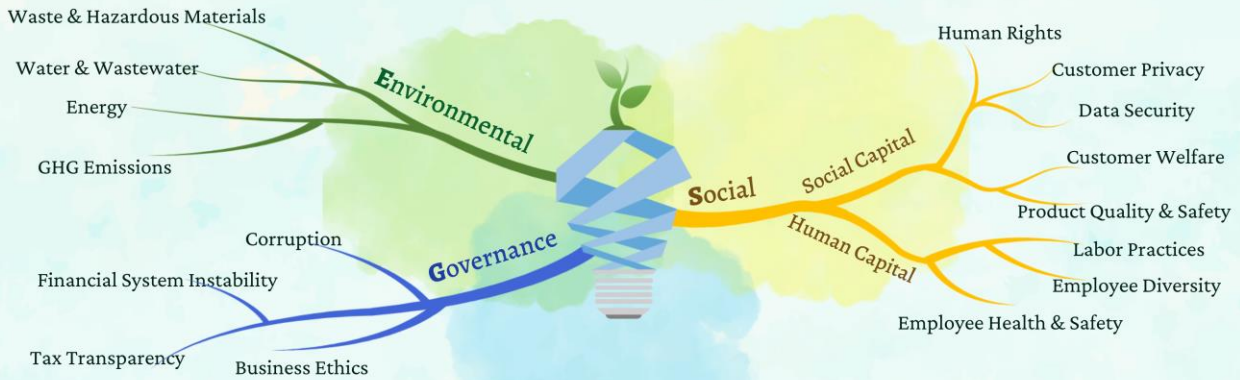 Waste & Hazardous Materials
Water & Wastewater
Energy
GHG Emissions
Environmental
Corruption
Financial System Instability
Tax Transparency
Business Ethics
Governance
Social
Social Capital
Human Rights
Customer Privacy
Data Security
Customer Welfare
Product Quality & Safety
Human Capital
Labor Practices
Employee Diversity
Employee Health & Safety